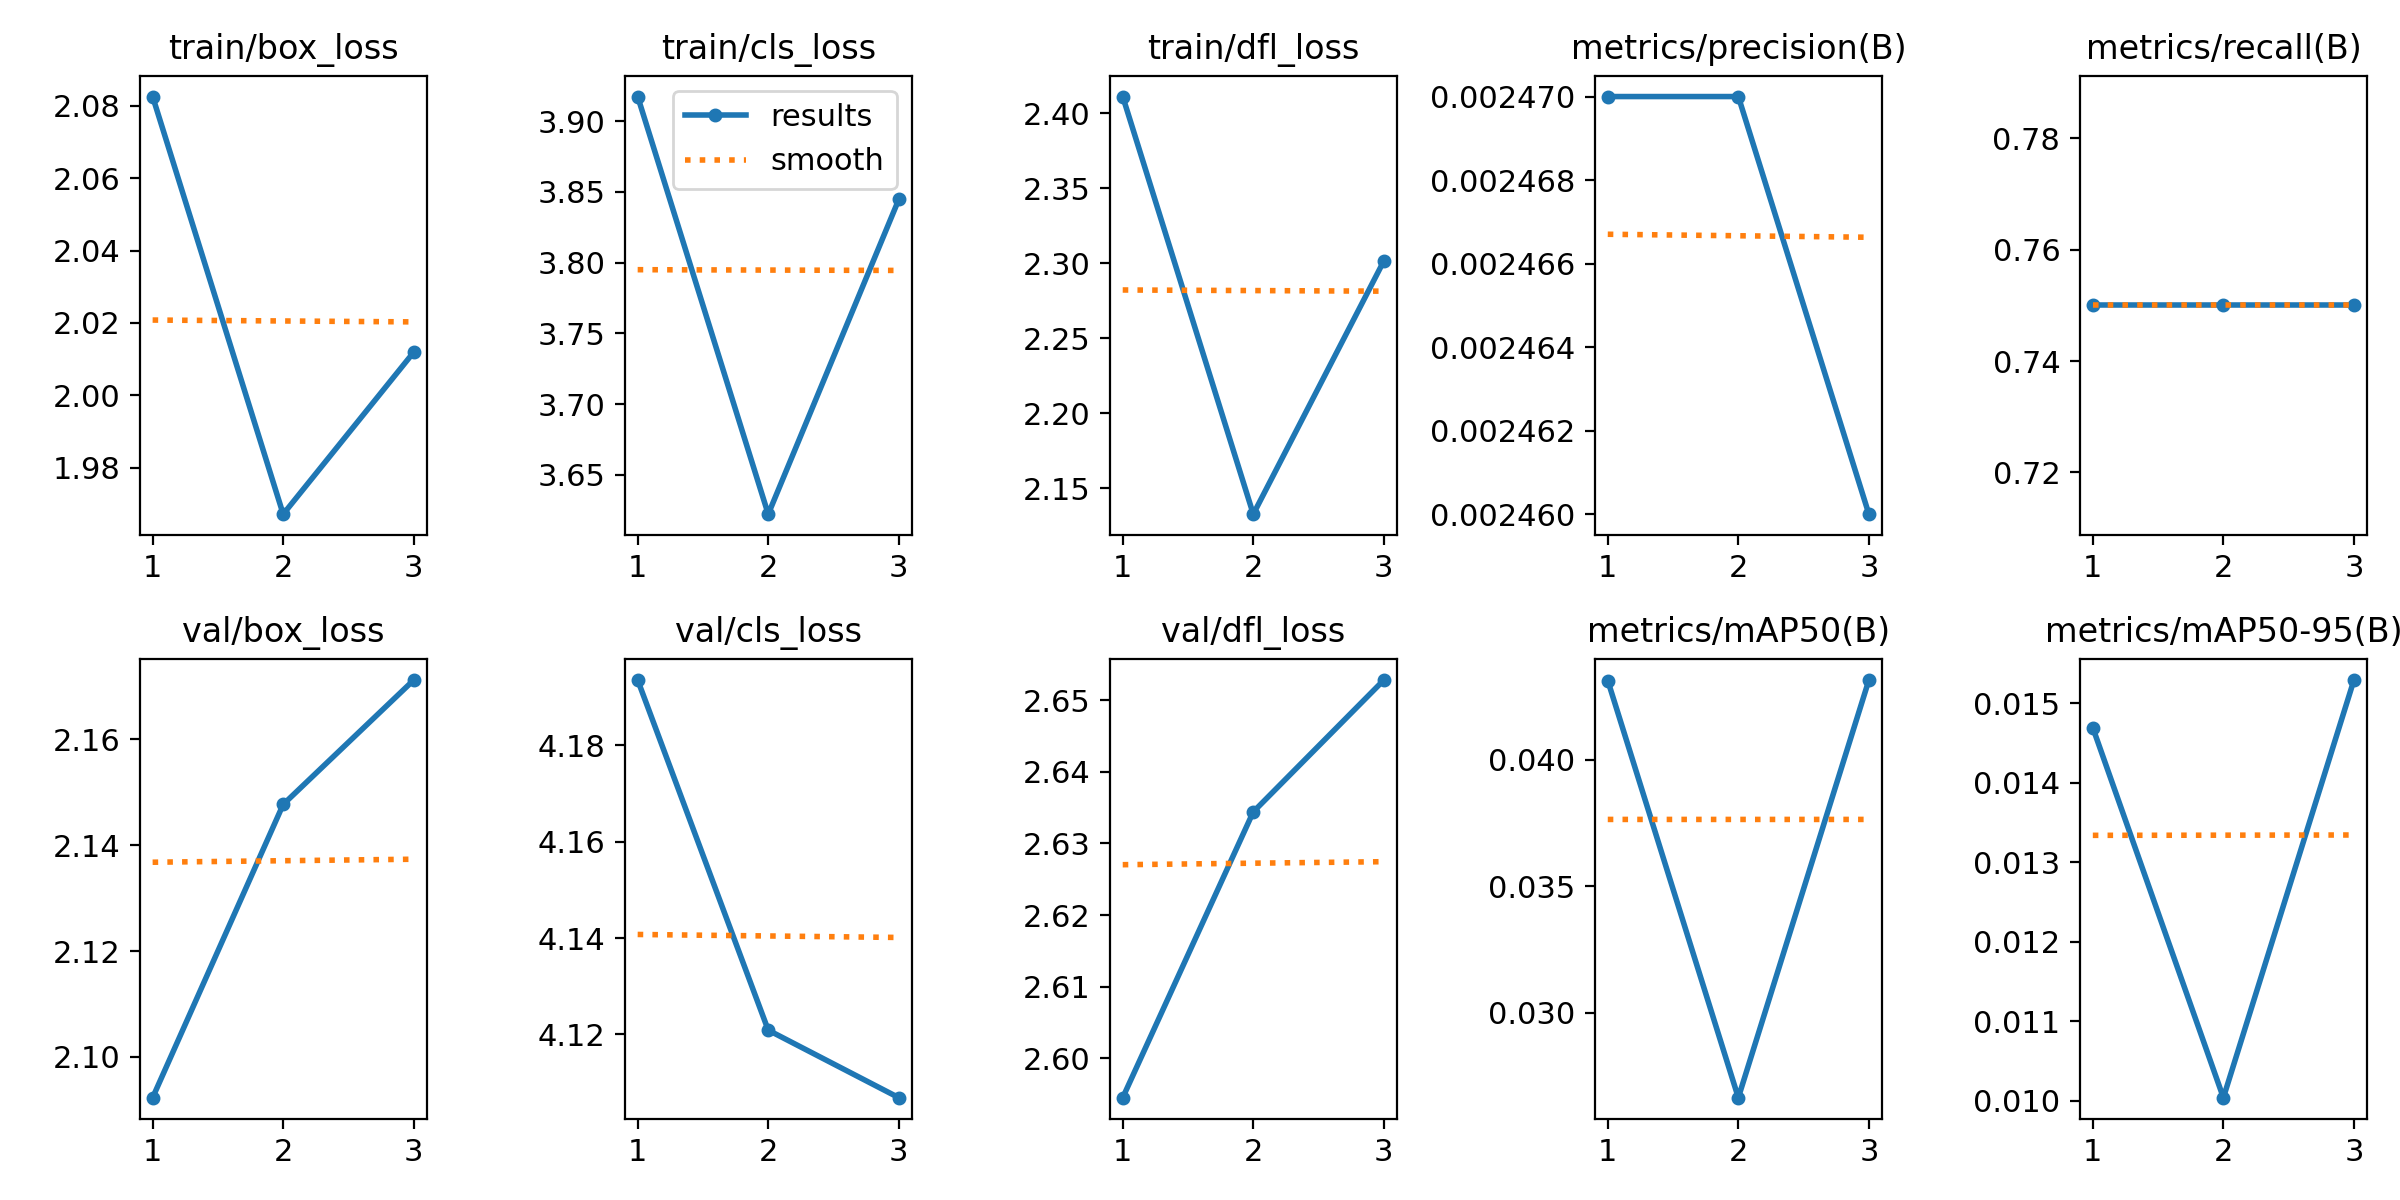 train/box_loss
2.08
2.06
2.04
2.02
2.00
1.98
1 2 3
train/cls_loss
results
smooth
3.90
3.85
3.80
3.75
3.70
3.65
1 2 3
train/dfl_loss
2.40
2.35
2.30
2.25
2.20
2.15
1 2 3
metrics/precision(B)
0.002470
0.002468
0.002466
0.002464
0.002462
0.002460
1 2 3
metrics/recall(B)
0.78
0.76
0.74
0.72
1 2 3
val/box_loss
2.16
2.14
2.12
2.10
1 2 3
val/cls_loss
4.18
4.16
4.14
4.12
1 2 3
val/dfl_loss
2.65
2.64
2.63
2.62
2.61
2.60
1 2 3
metrics/mAP50(B)
0.040
0.035
0.030
1 2 3
metrics/mAP50-95(B)
0.015
0.014
0.013
0.012
0.011
0.010
1 2 3